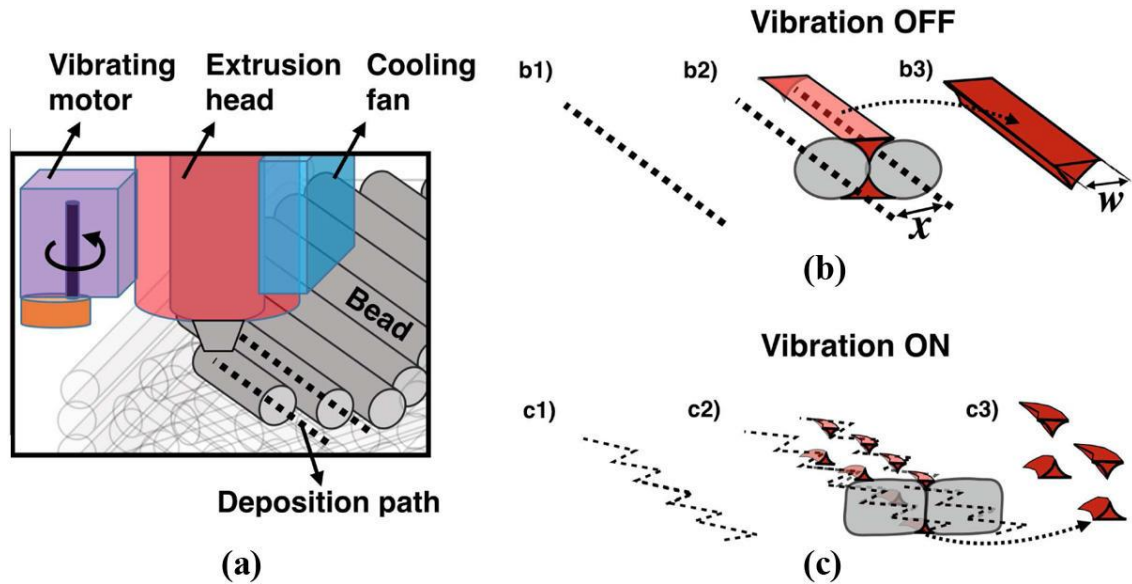 Vibrating
motor
Extrusion
head
Cooling
fan
Bead
Deposition path
(a)
Vibration OFF
b1)
b2)
b3)
x
w
(b)
Vibration ON
c1)
c2)
c3)
(c)